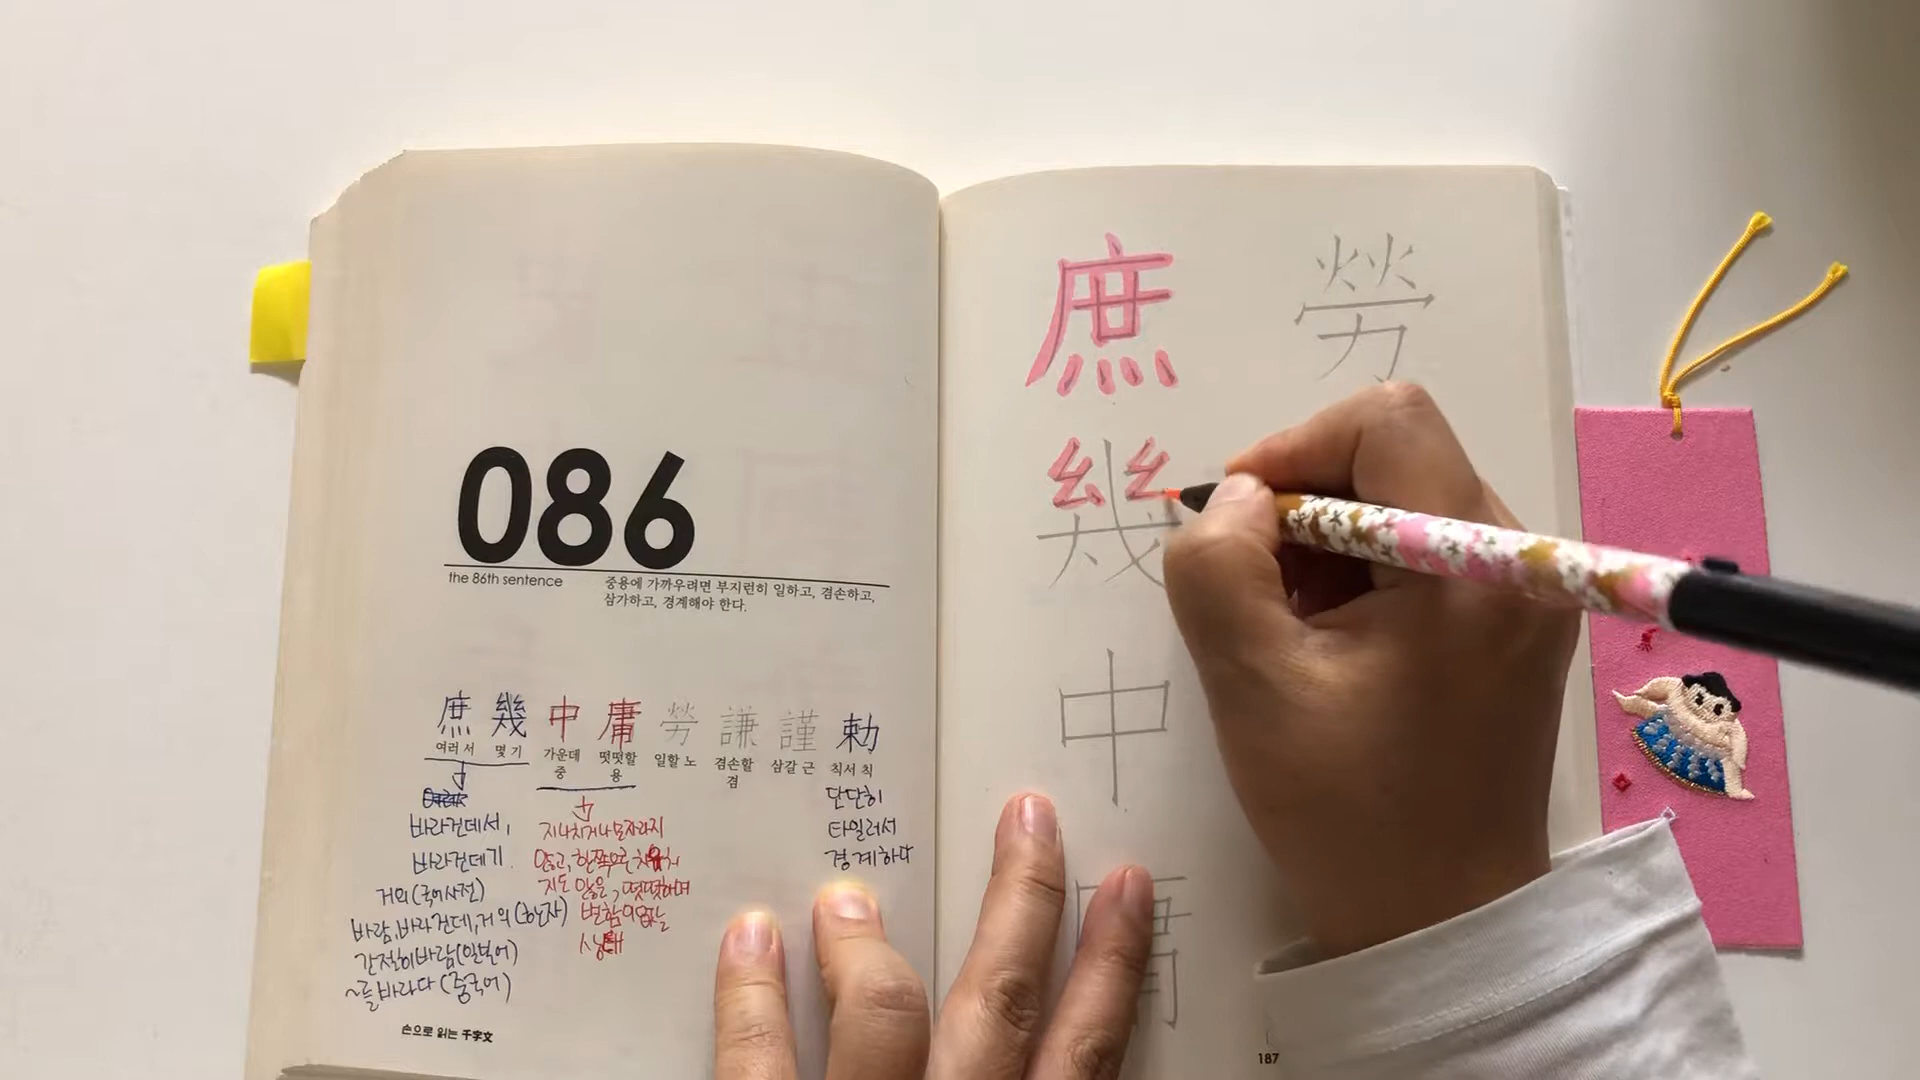 086
the 86th sentence
중용에 가까우려면 부지런히 일하고, 겸손하고,
삼가하고, 경계해야 한다.
庶 幾 中 庸 勞 謙 謹 勅
여러 서 몇 기 가운데 중 떳떳할 용 일할 노 겸손할 겸 삼갈 근 칙서 칙
바라건데서,
바라건데기.
거의(국어사전)
바람, 바라건데, 거의(한자)
간절히바람(일본어)
~를 바라다(중국어)
지나치거나 모자라지
않고, 한쪽으로 치우치
지도 않은, 떳떳하며
변함이 없는
상태
단단히
타일러서
경계하다
손으로 읽는 千字文
庶
幾
中
庸
勞
187